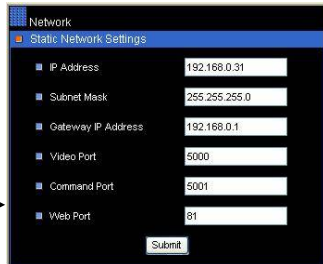 Network
Static Network Settings
IP Address 192.168.0.31
Subnet Mask 255.255.255.0
Gateway IP Address 192.168.0.1
Video Port 5000
Command Port 5001
Web Port 81
Submit